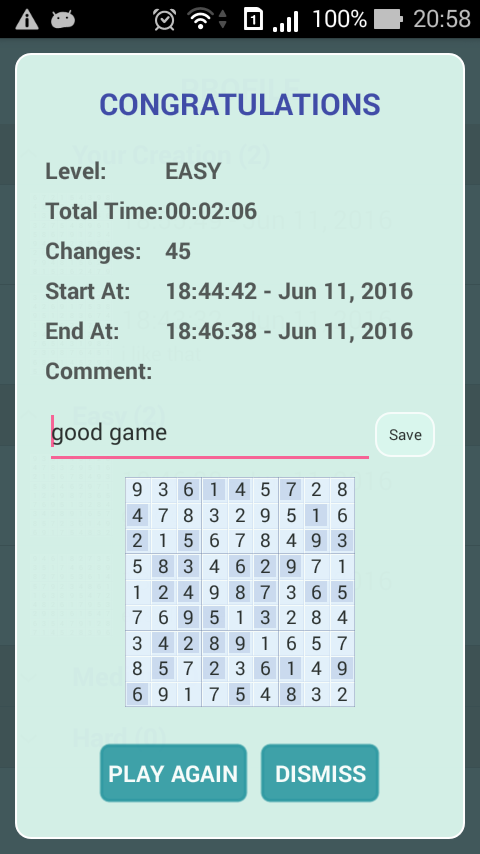 1 100% 20:58
CONGRATULATIONS
Level: EASY
Total Time: 00:02:06
Changes: 45
Start At: 18:44:42 - Jun 11, 2016
End At: 18:46:38 - Jun 11, 2016
Comment:
good game Save
9 3 6 1 4 5 7 2 8
4 7 8 3 2 9 5 1 6
2 1 5 6 7 8 4 9 3
5 8 3 4 6 2 9 7 1
1 2 4 9 8 7 3 6 5
7 6 9 5 1 3 2 8 4
3 4 2 8 9 1 6 5 7
8 5 7 2 3 6 1 4 9
6 9 1 7 5 4 8 3 2
PLAY AGAIN DISMISS